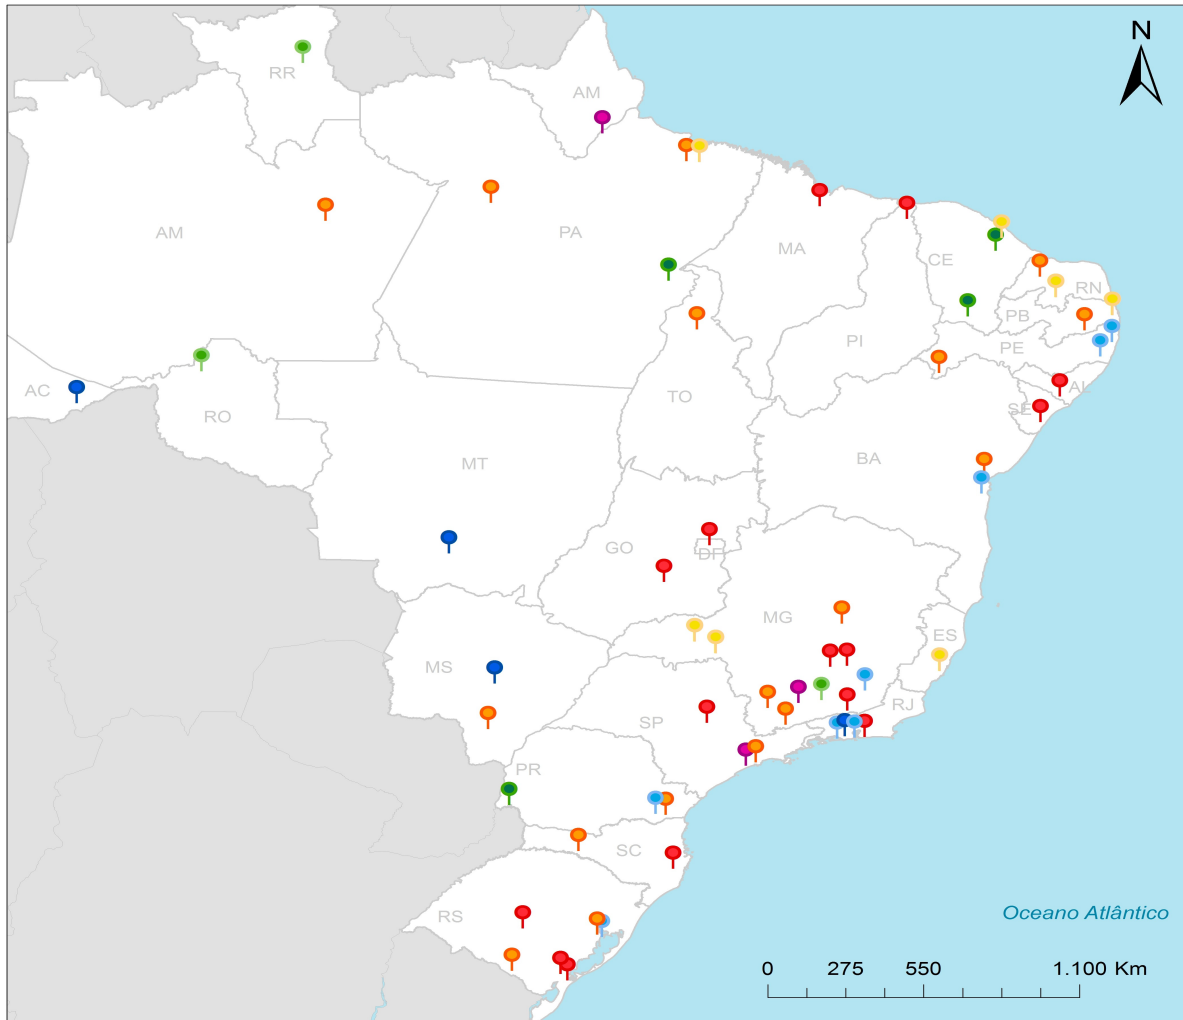 N
RR
AM
AM
PA
MA
CE
RN
PB
PI
PE
AC
AL
TO
SE
RO
BA
MT
GO
DF
MG
ES
MS
RJ
SP
PR
SC
RS
Oceano Atlântico
0 275 550 1.100 Km